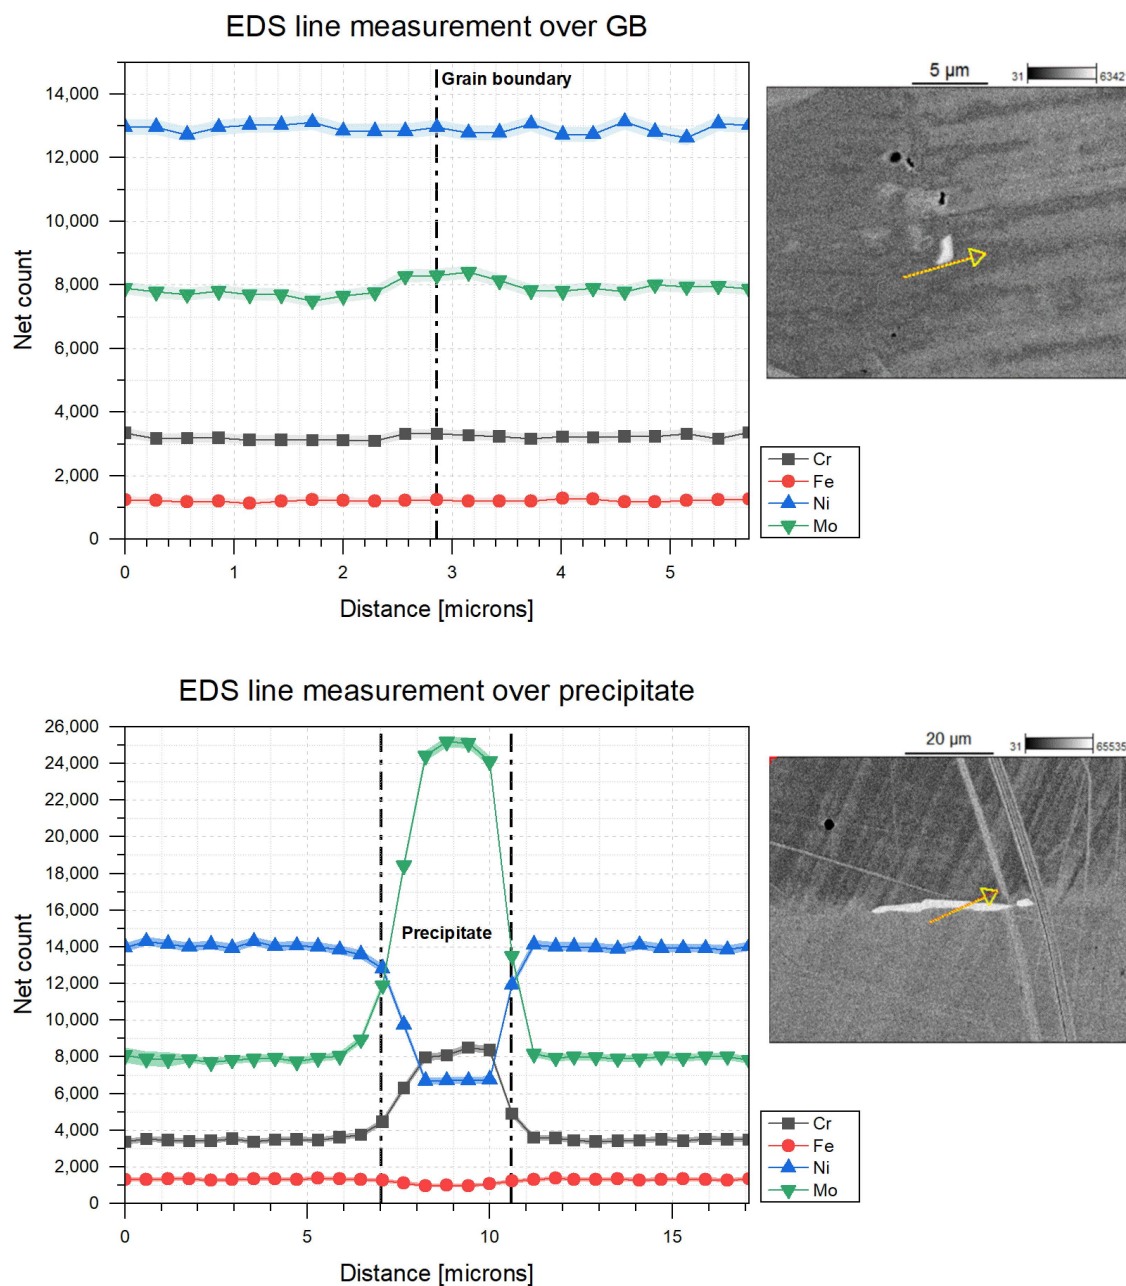 EDS line measurement over GB
Grain boundary
14,000
12,000
10,000
8,000
6,000
4,000
2,000
0
Net count
0 1 2 3 4 5
Distance [microns]
5 µm
31 6342
Cr
Fe
Ni
Mo
EDS line measurement over precipitate
26,000
24,000
22,000
20,000
18,000
16,000
14,000
12,000
10,000
8,000
6,000
4,000
2,000
0
Net count
Precipitate
0 5 10 15
Distance [microns]
20 µm
31 65535
Cr
Fe
Ni
Mo